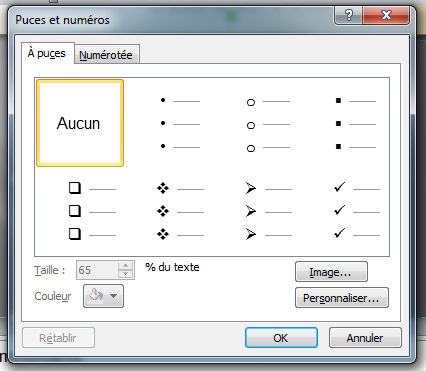 Puces et numéros
À puces
Numérotée
Aucun
Taille : 65 % du texte
Image...
Couleur
Personnaliser...
Rétablir
OK
Annuler